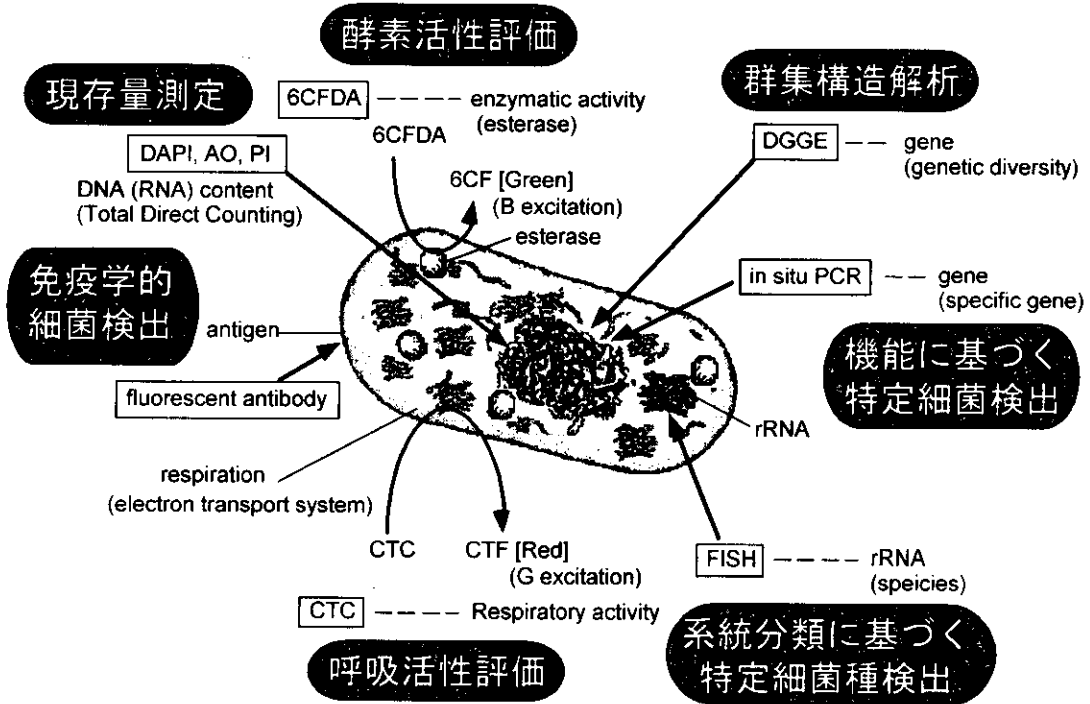 酵素活性評価
現存量測定
群集構造解析
6CFDA ----- enzymatic activity
(esterase)
6CFDA
DGGE --- gene
(genetic diversity)
DAPI, AO, PI
DNA (RNA) content
(Total Direct Counting)
6CF [Green]
(B excitation)
esterase
免疫学的
細菌検出
in situ PCR --- gene
(specific gene)
antigen
機能に基づく
特定細菌検出
fluorescent antibody
rRNA
respiration
(electron transport system)
CTC
CTF [Red]
(G excitation)
FISH ----- rRNA
(speicies)
CTC ----- Respiratory activity
呼吸活性評価
系統分類に基づく
特定細菌種検出